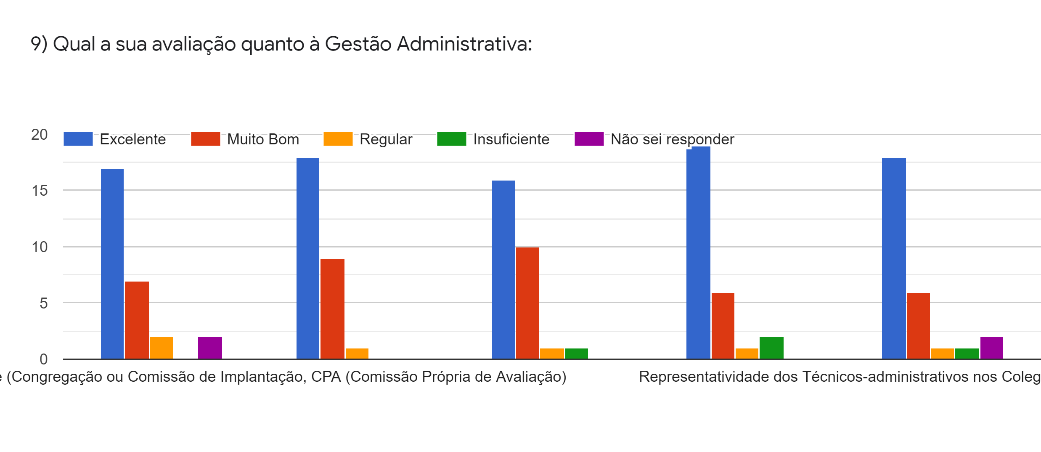 9) Qual a sua avaliação quanto à Gestão Administrativa:
20
Excelente Muito Bom Regular Insuficiente Não sei responder
15
10
5
0
e (Congregação ou Comissão de Implantação, CPA (Comissão Própria de Avaliação) Representatividade dos Técnicos-administrativos nos Coleg